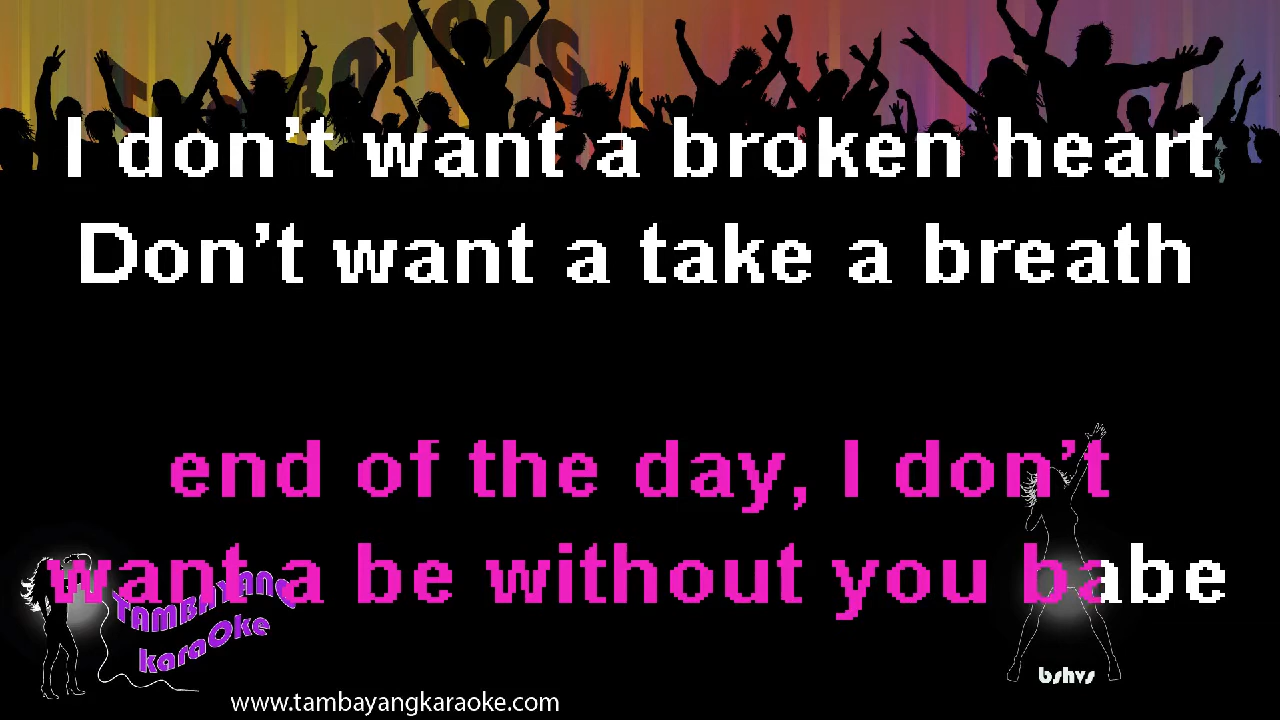 TAMBAYANG
I don’t want a broken heart
Don’t want a take a breath
end of the day, I don’t
want a be without you babe
TAMBAYANG
karaOke
bshvs
www.tambayangkaraoke.com